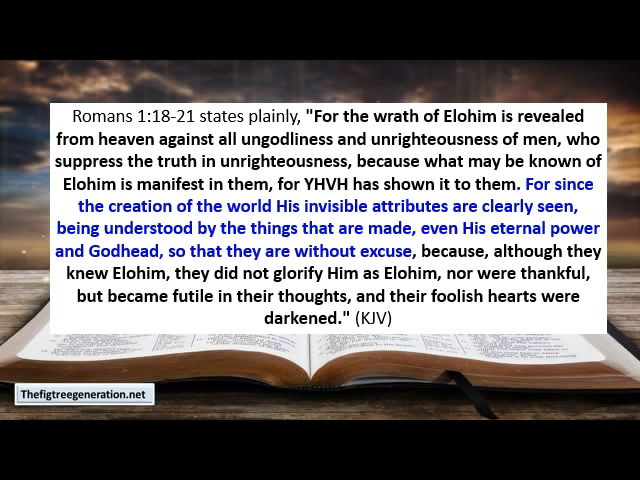 Romans 1:18-21 states plainly, "For the wrath of Elohim is revealed
from heaven against all ungodliness and unrighteousness of men, who
suppress the truth in unrighteousness, because what may be known of
Elohim is manifest in them, for YHVH has shown it to them. For since
the creation of the world His invisible attributes are clearly seen,
being understood by the things that are made, even His eternal power
and Godhead, so that they are without excuse, because, although they
knew Elohim, they did not glorify Him as Elohim, nor were thankful,
but became futile in their thoughts, and their foolish hearts were
darkened." (KJV)
Thefigtreegeneration.net